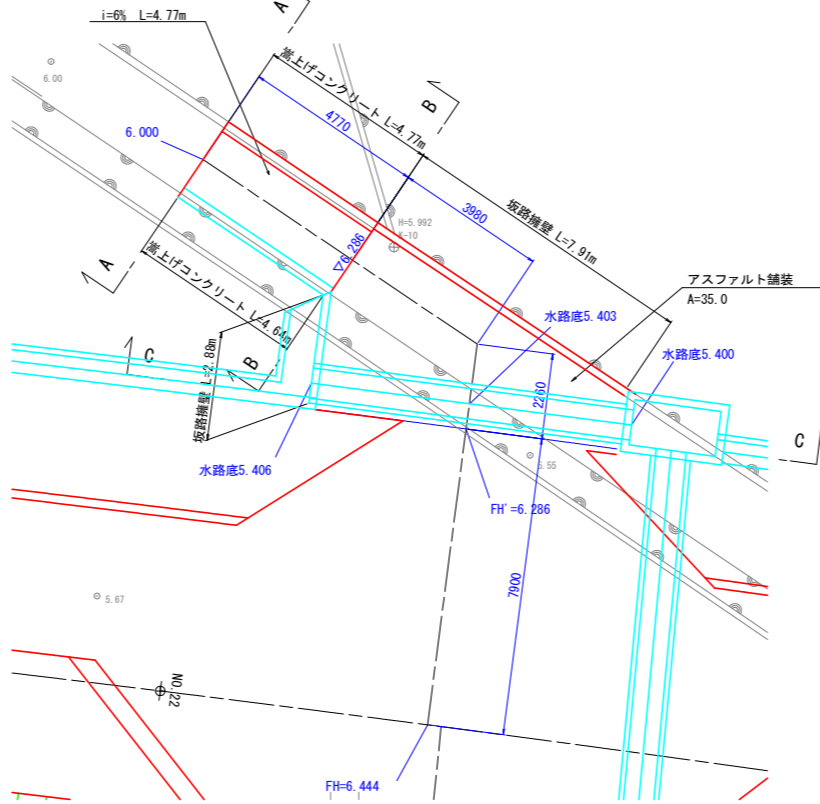 A
i=6% L=4.77m
6.00
嵩上げコンクリート L=4.77m
B
4770
6.000
3980
坂路擁壁 L=7.91m
H=5.992
K-10
▽6.286
アスファルト舗装
A=35.0
嵩上げコンクリート L=4.64m
A
水路底5.403
水路底5.400
C
坂路擁壁 L=2.88m
B
2260
C
水路底5.406
5.55
FH'=6.286
7900
5.67
NO.22
FH=6.444